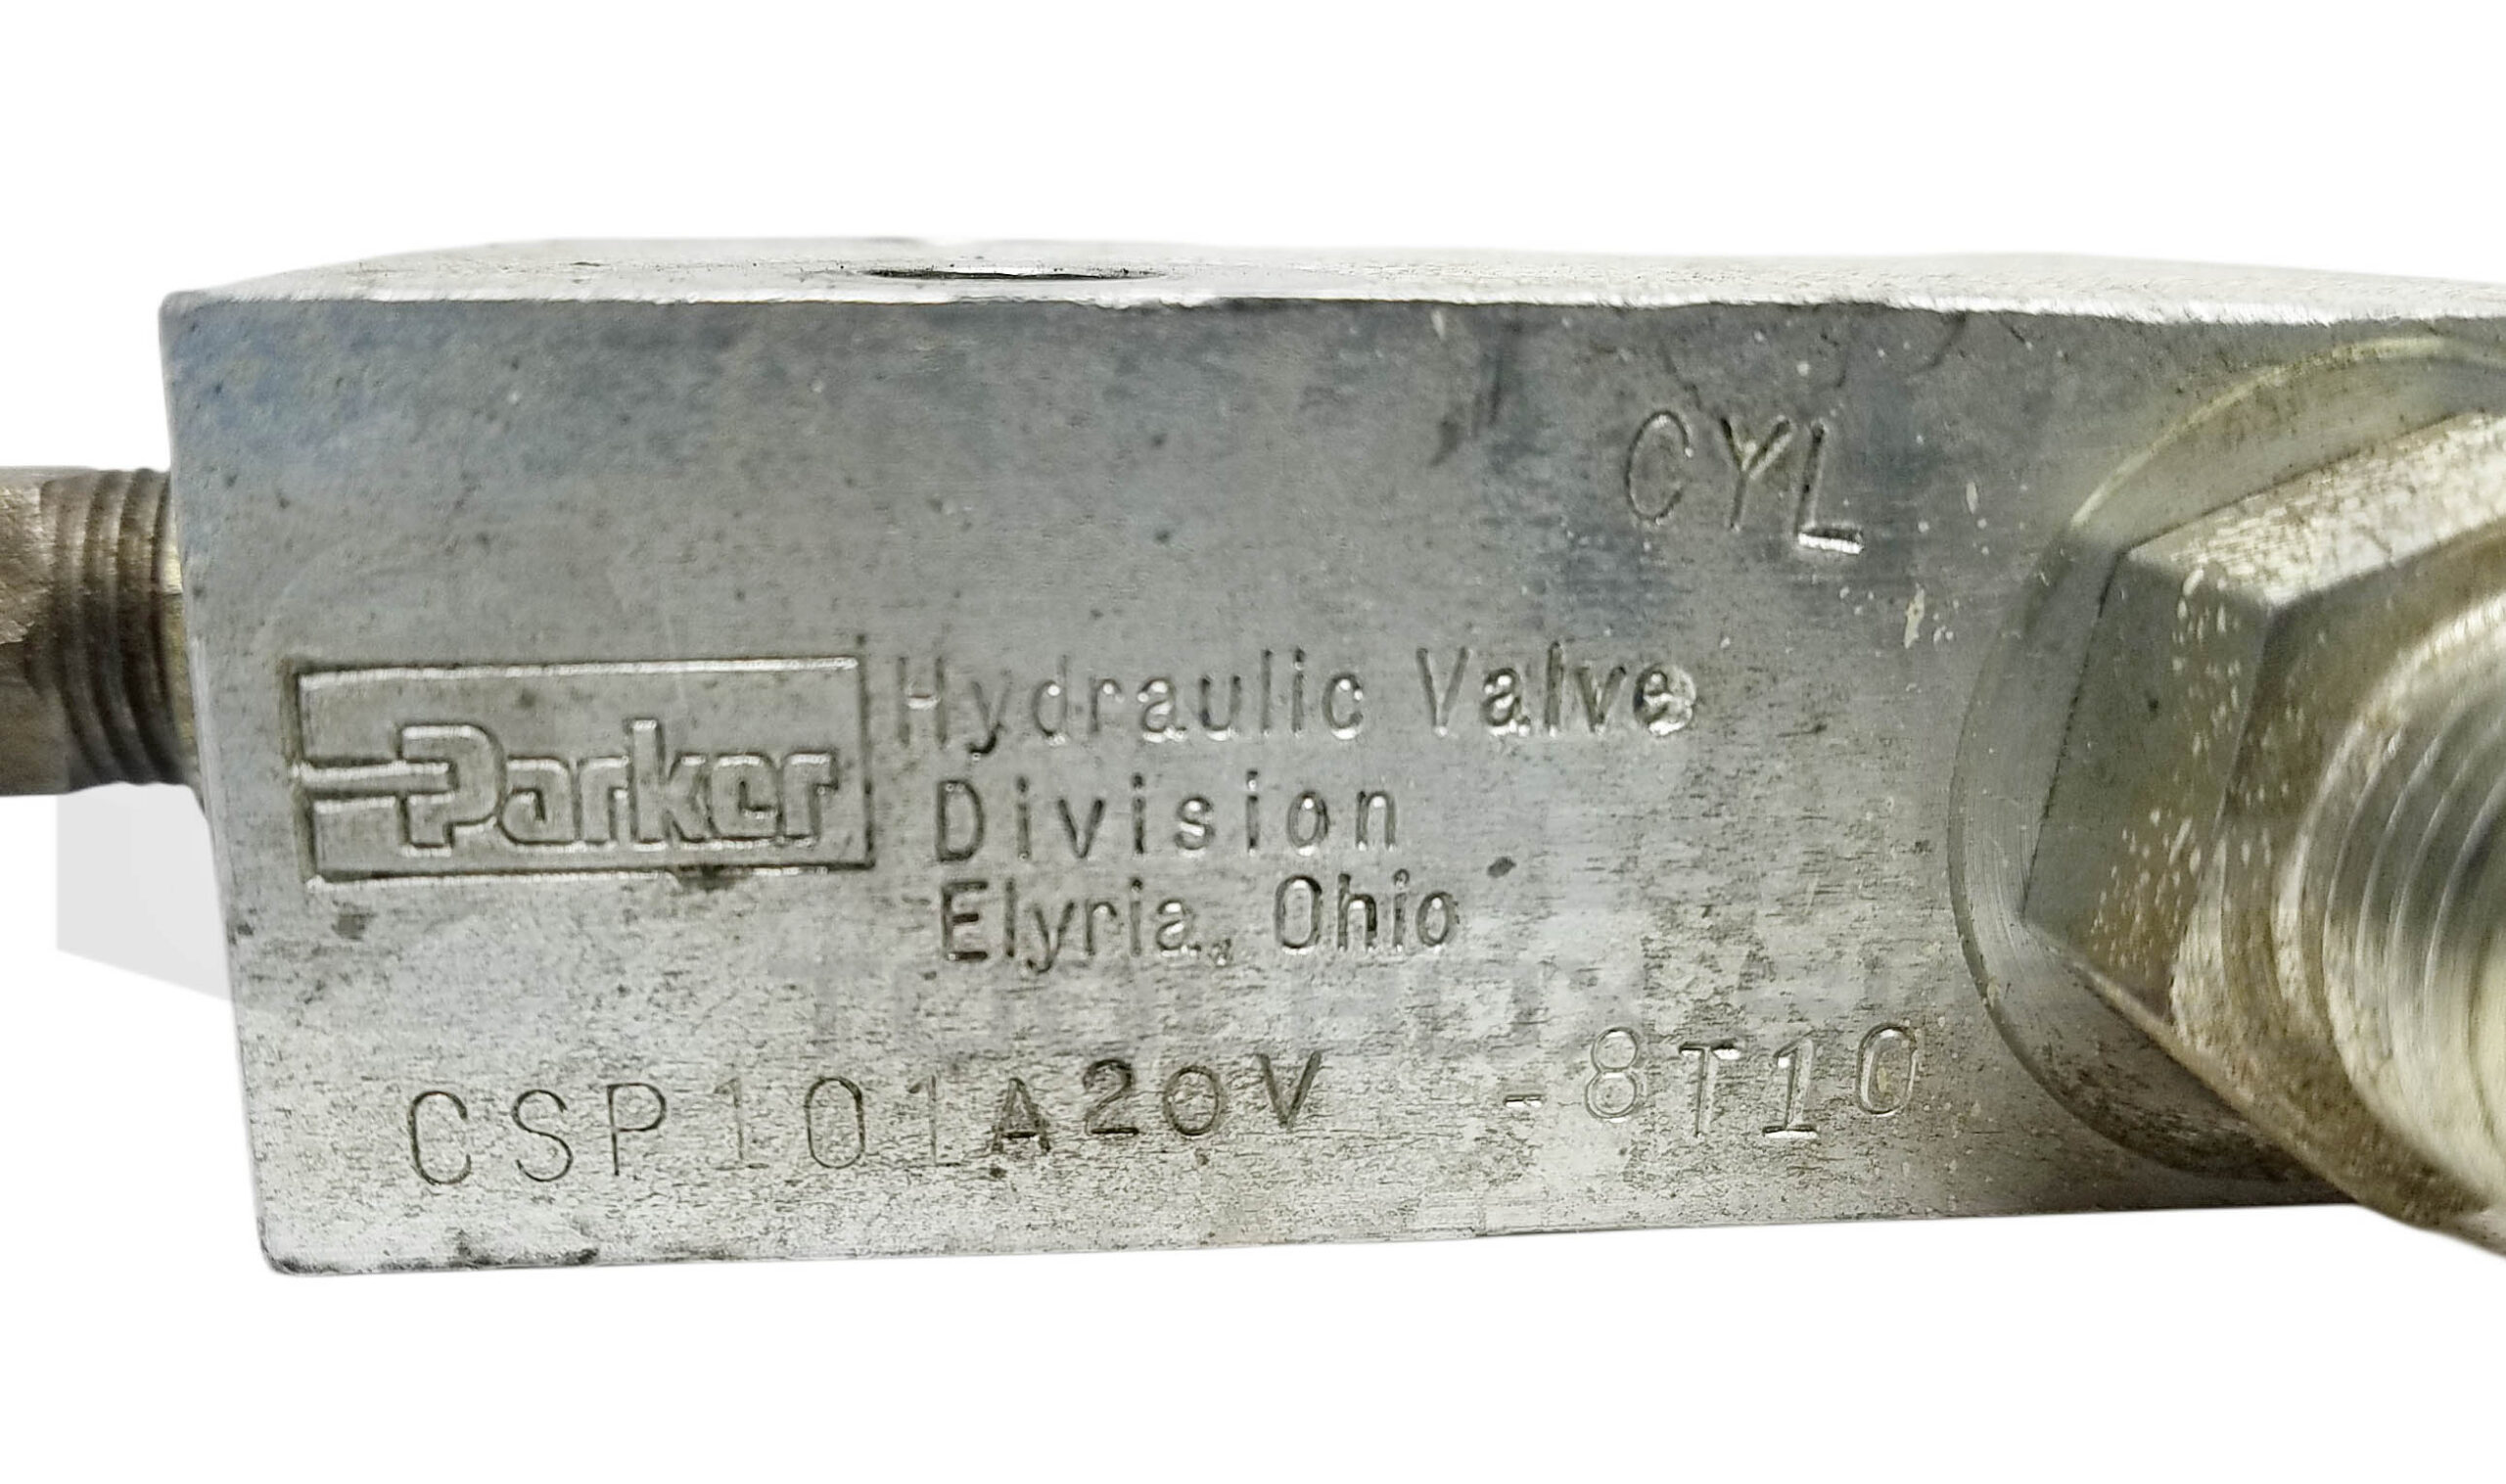 CYL
Parker Hydraulic Valve
Division
Elyria, Ohio
CSP101A20V -8T10